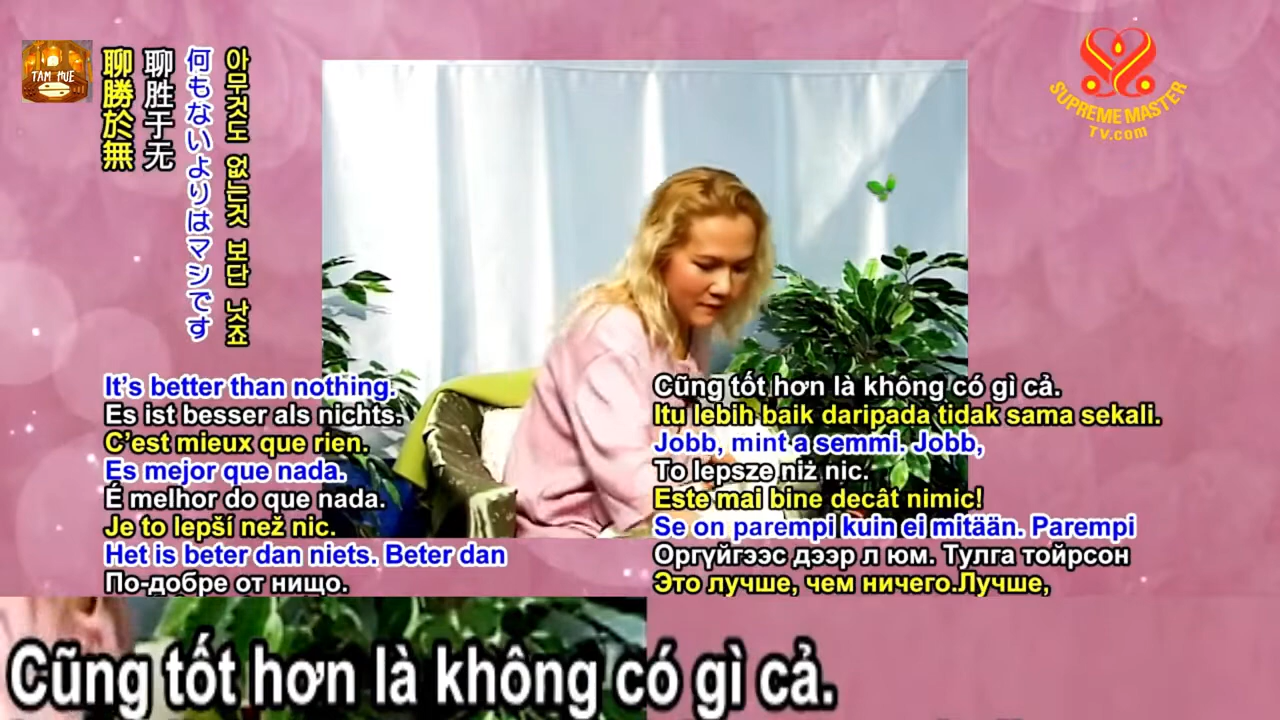 TAM HUE
聊勝於無
聊胜于无
何もないよりはマシです
아무것도 없는것 보단 낫죠
SUPREME MASTER
TV.com
It's better than nothing.
Es ist besser als nichts.
C'est mieux que rien.
Es mejor que nada.
É melhor do que nada.
Je to lepší než nic.
Het is beter dan niets. Beter dan
По-добре от нищо.
Cũng tốt hơn là không có gì cả.
Itu lebih baik daripada tidak sama sekali.
Jobb, mint a semmi. Jobb,
To lepsze niż nic.
Este mai bine decât nimic!
Se on parempi kuin ei mitään. Parempi
Оргүйгээс дээр л юм. Тулга тойрсон
Это лучше, чем ничего.Лучше,
Cũng tốt hơn là không có gì cả.